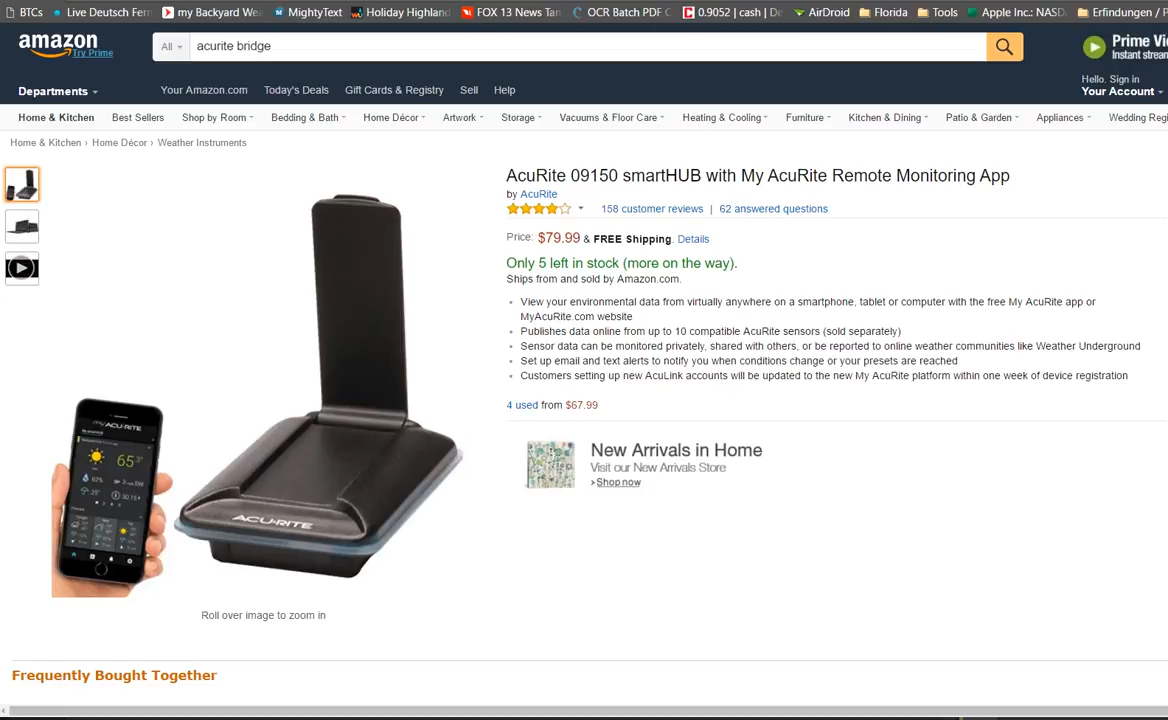 BTCs Live Deutsch Fern my Backyard Wea MightyText Holiday Highland FOX 13 News Tan OCR Batch PDF C 0.9052 | cash | De AirDroid Florida Tools Apple Inc.: NASD Erfindungen / P
amazon
Try Prime
All
acurite bridge
Prime Vi
Instant stream
Departments
Your Amazon.com Today's Deals Gift Cards & Registry Sell Help
Hello. Sign in
Your Account
Home & Kitchen Best Sellers Shop by Room Bedding & Bath Home Décor Artwork Storage Vacuums & Floor Care Heating & Cooling Furniture Kitchen & Dining Patio & Garden Appliances Wedding Regi
Home & Kitchen › Home Décor › Weather Instruments
AcuRite 09150 smartHUB with My AcuRite Remote Monitoring App
by AcuRite
158 customer reviews | 62 answered questions
Price: $79.99 & FREE Shipping. Details
Only 5 left in stock (more on the way).
Ships from and sold by Amazon.com.
View your environmental data from virtually anywhere on a smartphone, tablet or computer with the free My AcuRite app or
MyAcuRite.com website
Publishes data online from up to 10 compatible AcuRite sensors (sold separately)
Sensor data can be monitored privately, shared with others, or be reported to online weather communities like Weather Underground
Set up email and text alerts to notify you when conditions change or your presets are reached
Customers setting up new AcuLink accounts will be updated to the new My AcuRite platform within one week of device registration
4 used from $67.99
New Arrivals in Home
Visit our New Arrivals Store
›Shop now
my ACU›RITE
65
ACU›RITE
Roll over image to zoom in
Frequently Bought Together